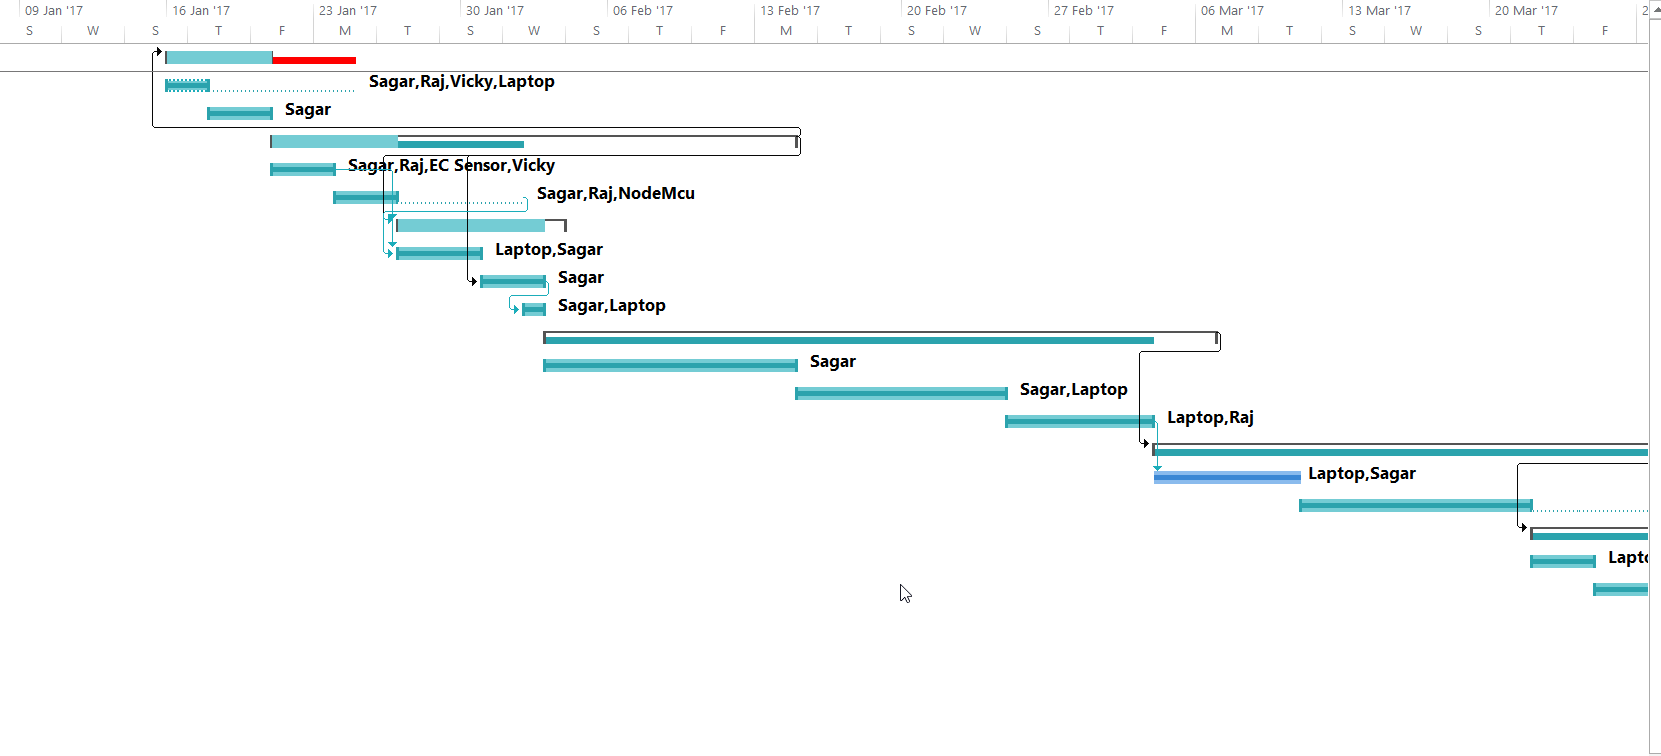 09 Jan '17 16 Jan '17 23 Jan '17 30 Jan '17 06 Feb '17 13 Feb '17 20 Feb '17 27 Feb '17 06 Mar '17 13 Mar '17 20 Mar '17 2
S W S T F M T S W S T F M T S W S T F M T S W S T F
Sagar,Raj,Vicky,Laptop
Sagar
Sagar,Raj,EC Sensor,Vicky
Sagar,Raj,NodeMcu
Laptop,Sagar
Sagar
Sagar,Laptop
Sagar
Sagar,Laptop
Laptop,Raj
Laptop,Sagar
Lapto